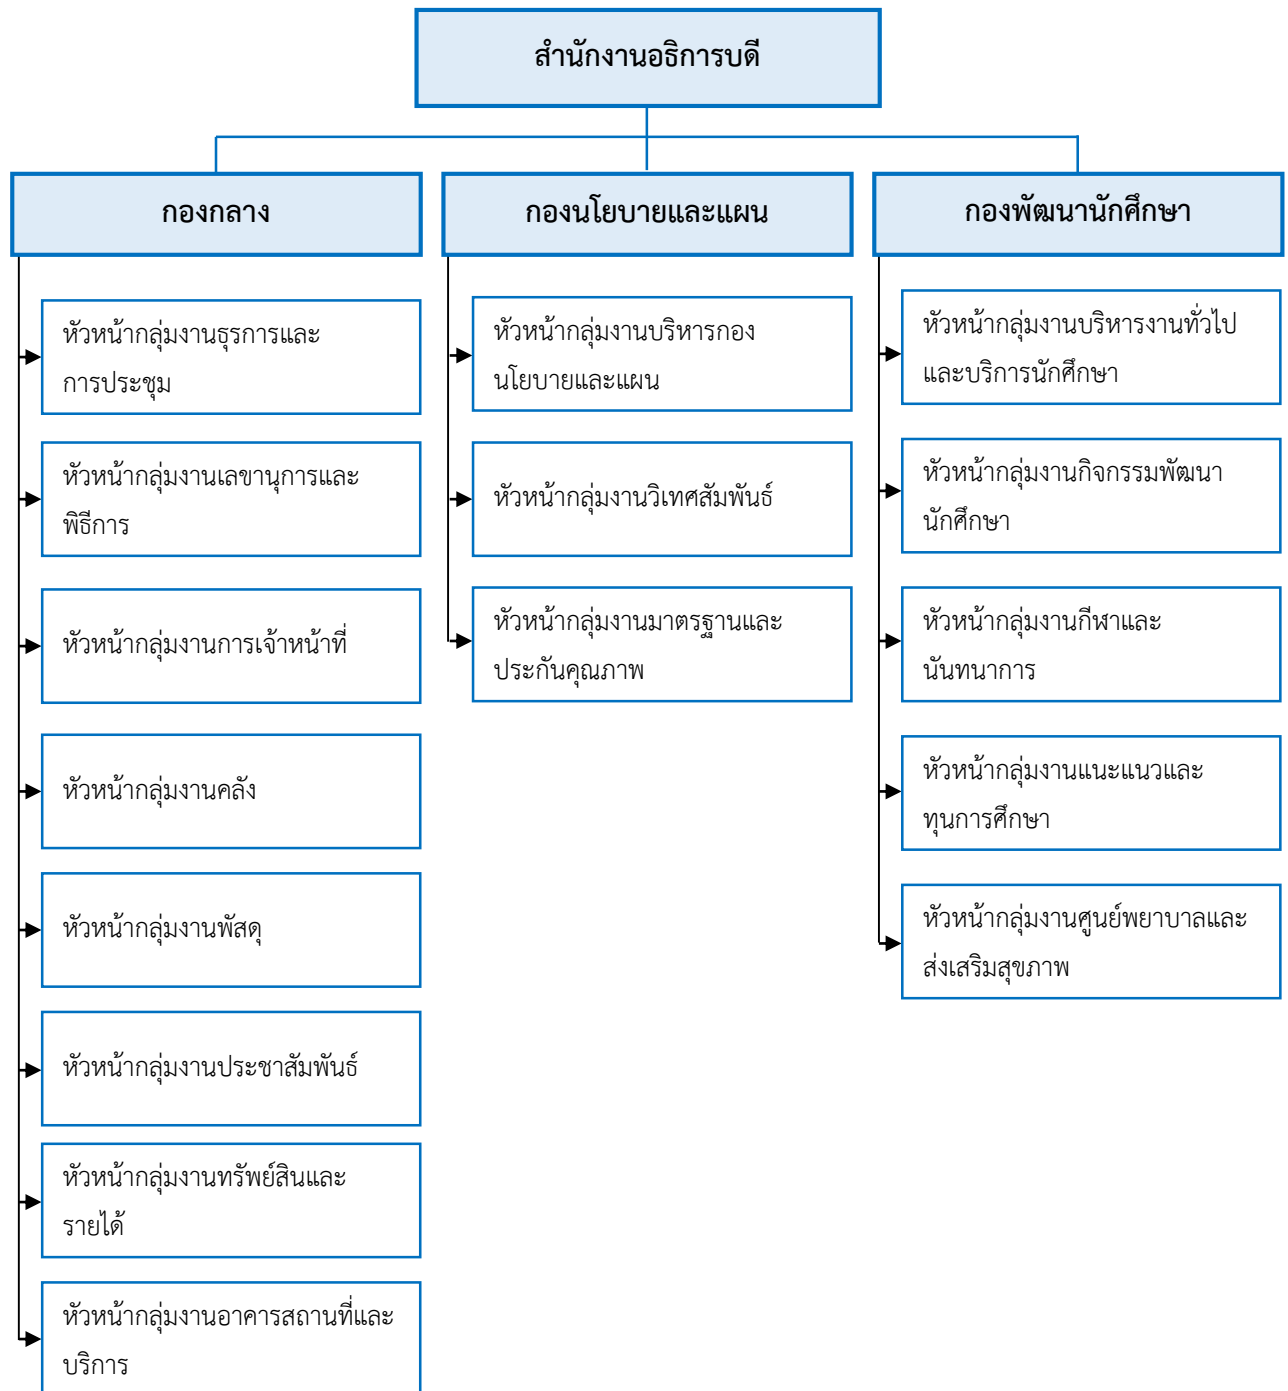 สำนักงานอธิการบดี
กองกลาง
หัวหน้ากลุ่มงานธุรการและ
การประชุม
หัวหน้ากลุ่มงานเลขานุการและ
พิธีการ
หัวหน้ากลุ่มงานการเจ้าหน้าที่
หัวหน้ากลุ่มงานคลัง
หัวหน้ากลุ่มงานพัสดุ
หัวหน้ากลุ่มงานประชาสัมพันธ์
หัวหน้ากลุ่มงานทรัพย์สินและ
รายได้
หัวหน้ากลุ่มงานอาคารสถานที่และ
บริการ
กองนโยบายและแผน
หัวหน้ากลุ่มงานบริหารกอง
นโยบายและแผน
หัวหน้ากลุ่มงานวิเทศสัมพันธ์
หัวหน้ากลุ่มงานมาตรฐานและ
ประกันคุณภาพ
กองพัฒนานักศึกษา
หัวหน้ากลุ่มงานบริหารงานทั่วไป
และบริการนักศึกษา
หัวหน้ากลุ่มงานกิจกรรมพัฒนา
นักศึกษา
หัวหน้ากลุ่มงานกีฬาและ
นันทนาการ
หัวหน้ากลุ่มงานแนะแนวและ
ทุนการศึกษา
หัวหน้ากลุ่มงานศูนย์พยาบาลและ
ส่งเสริมสุขภาพ